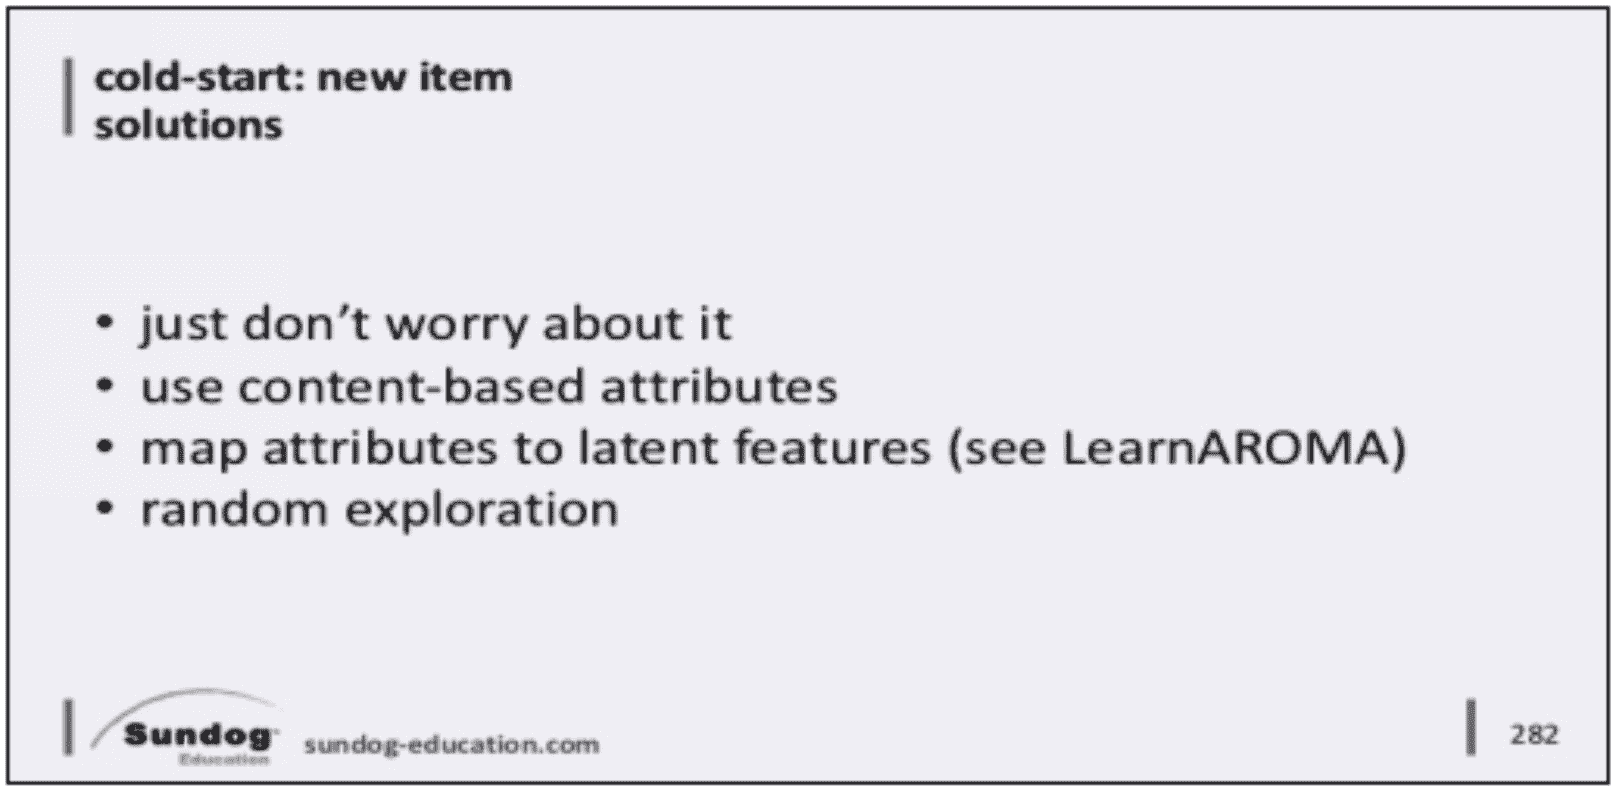 cold-start: new item
solutions
• just don’t worry about it
• use content-based attributes
• map attributes to latent features (see LearnAROMA)
• random exploration
Sundog
Education
sundog-education.com
282